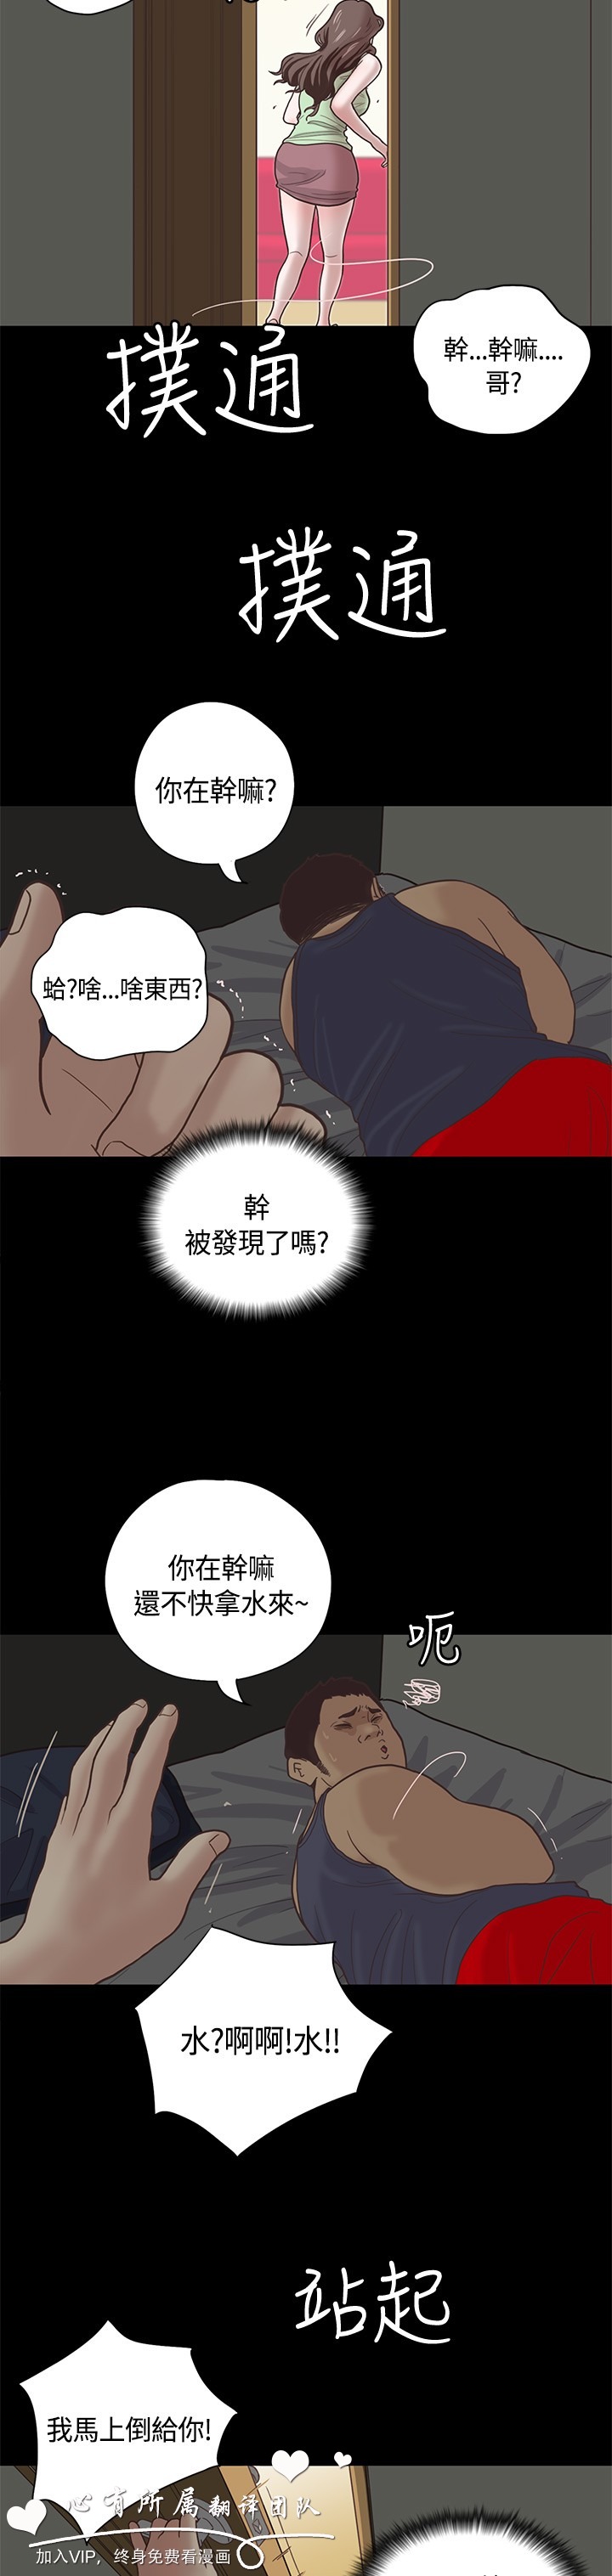 幹...幹嘛....
哥?
撲通
撲通
你在幹嘛?
蛤?啥...啥東西?
幹
被發現了嗎?
你在幹嘛
還不快拿水來~
呃
水?啊啊!水!!
站起
我馬上倒給你!
心有所属翻译团队
加入VIP，终身免费看漫画